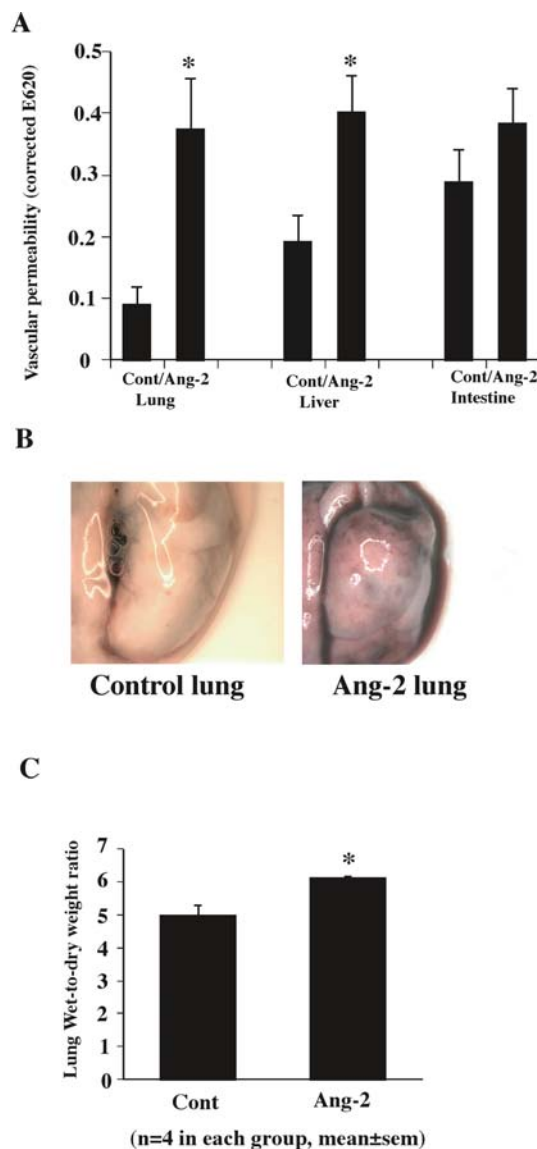 A
Vascular permeability (corrected E620)
0.5
0.4
0.3
0.2
0.1
0
* *
Cont/Ang-2 Cont/Ang-2 Cont/Ang-2
Lung Liver Intestine
B
Control lung Ang-2 lung
C
Lung Wet-to-dry weight ratio
7
6
5
4
3
2
1
0
*
Cont Ang-2
(n=4 in each group, mean±sem)